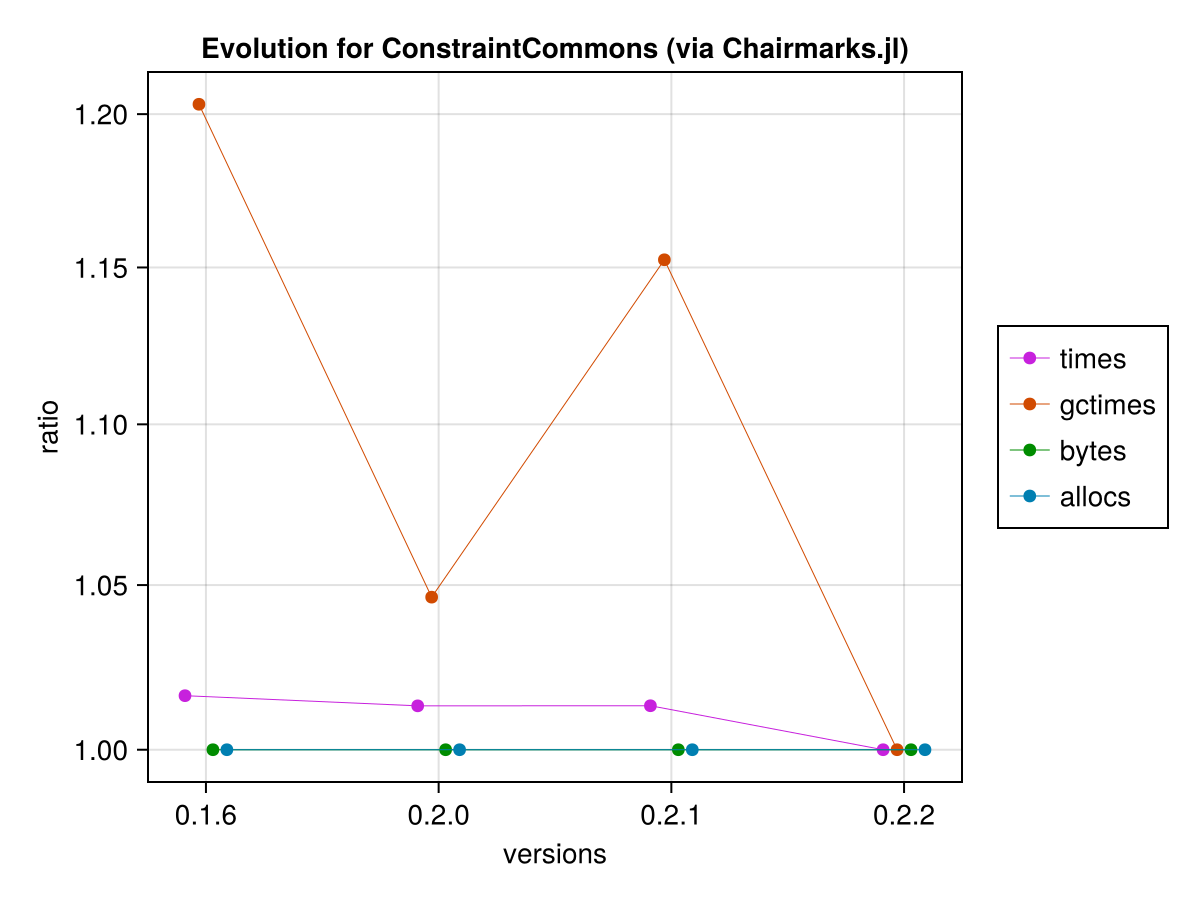 Evolution for ConstraintCommons (via Chairmarks.jl)
1.20
1.15
1.10
1.05
1.00
ratio
0.1.6
0.2.0
0.2.1
0.2.2
versions
times
gctimes
bytes
allocs